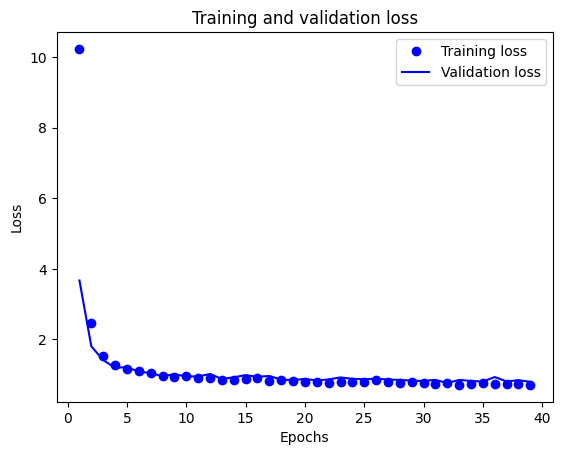 Training and validation loss
Training loss
Validation loss
Loss
10
8
6
4
2
0 5 10 15 20 25 30 35 40
Epochs